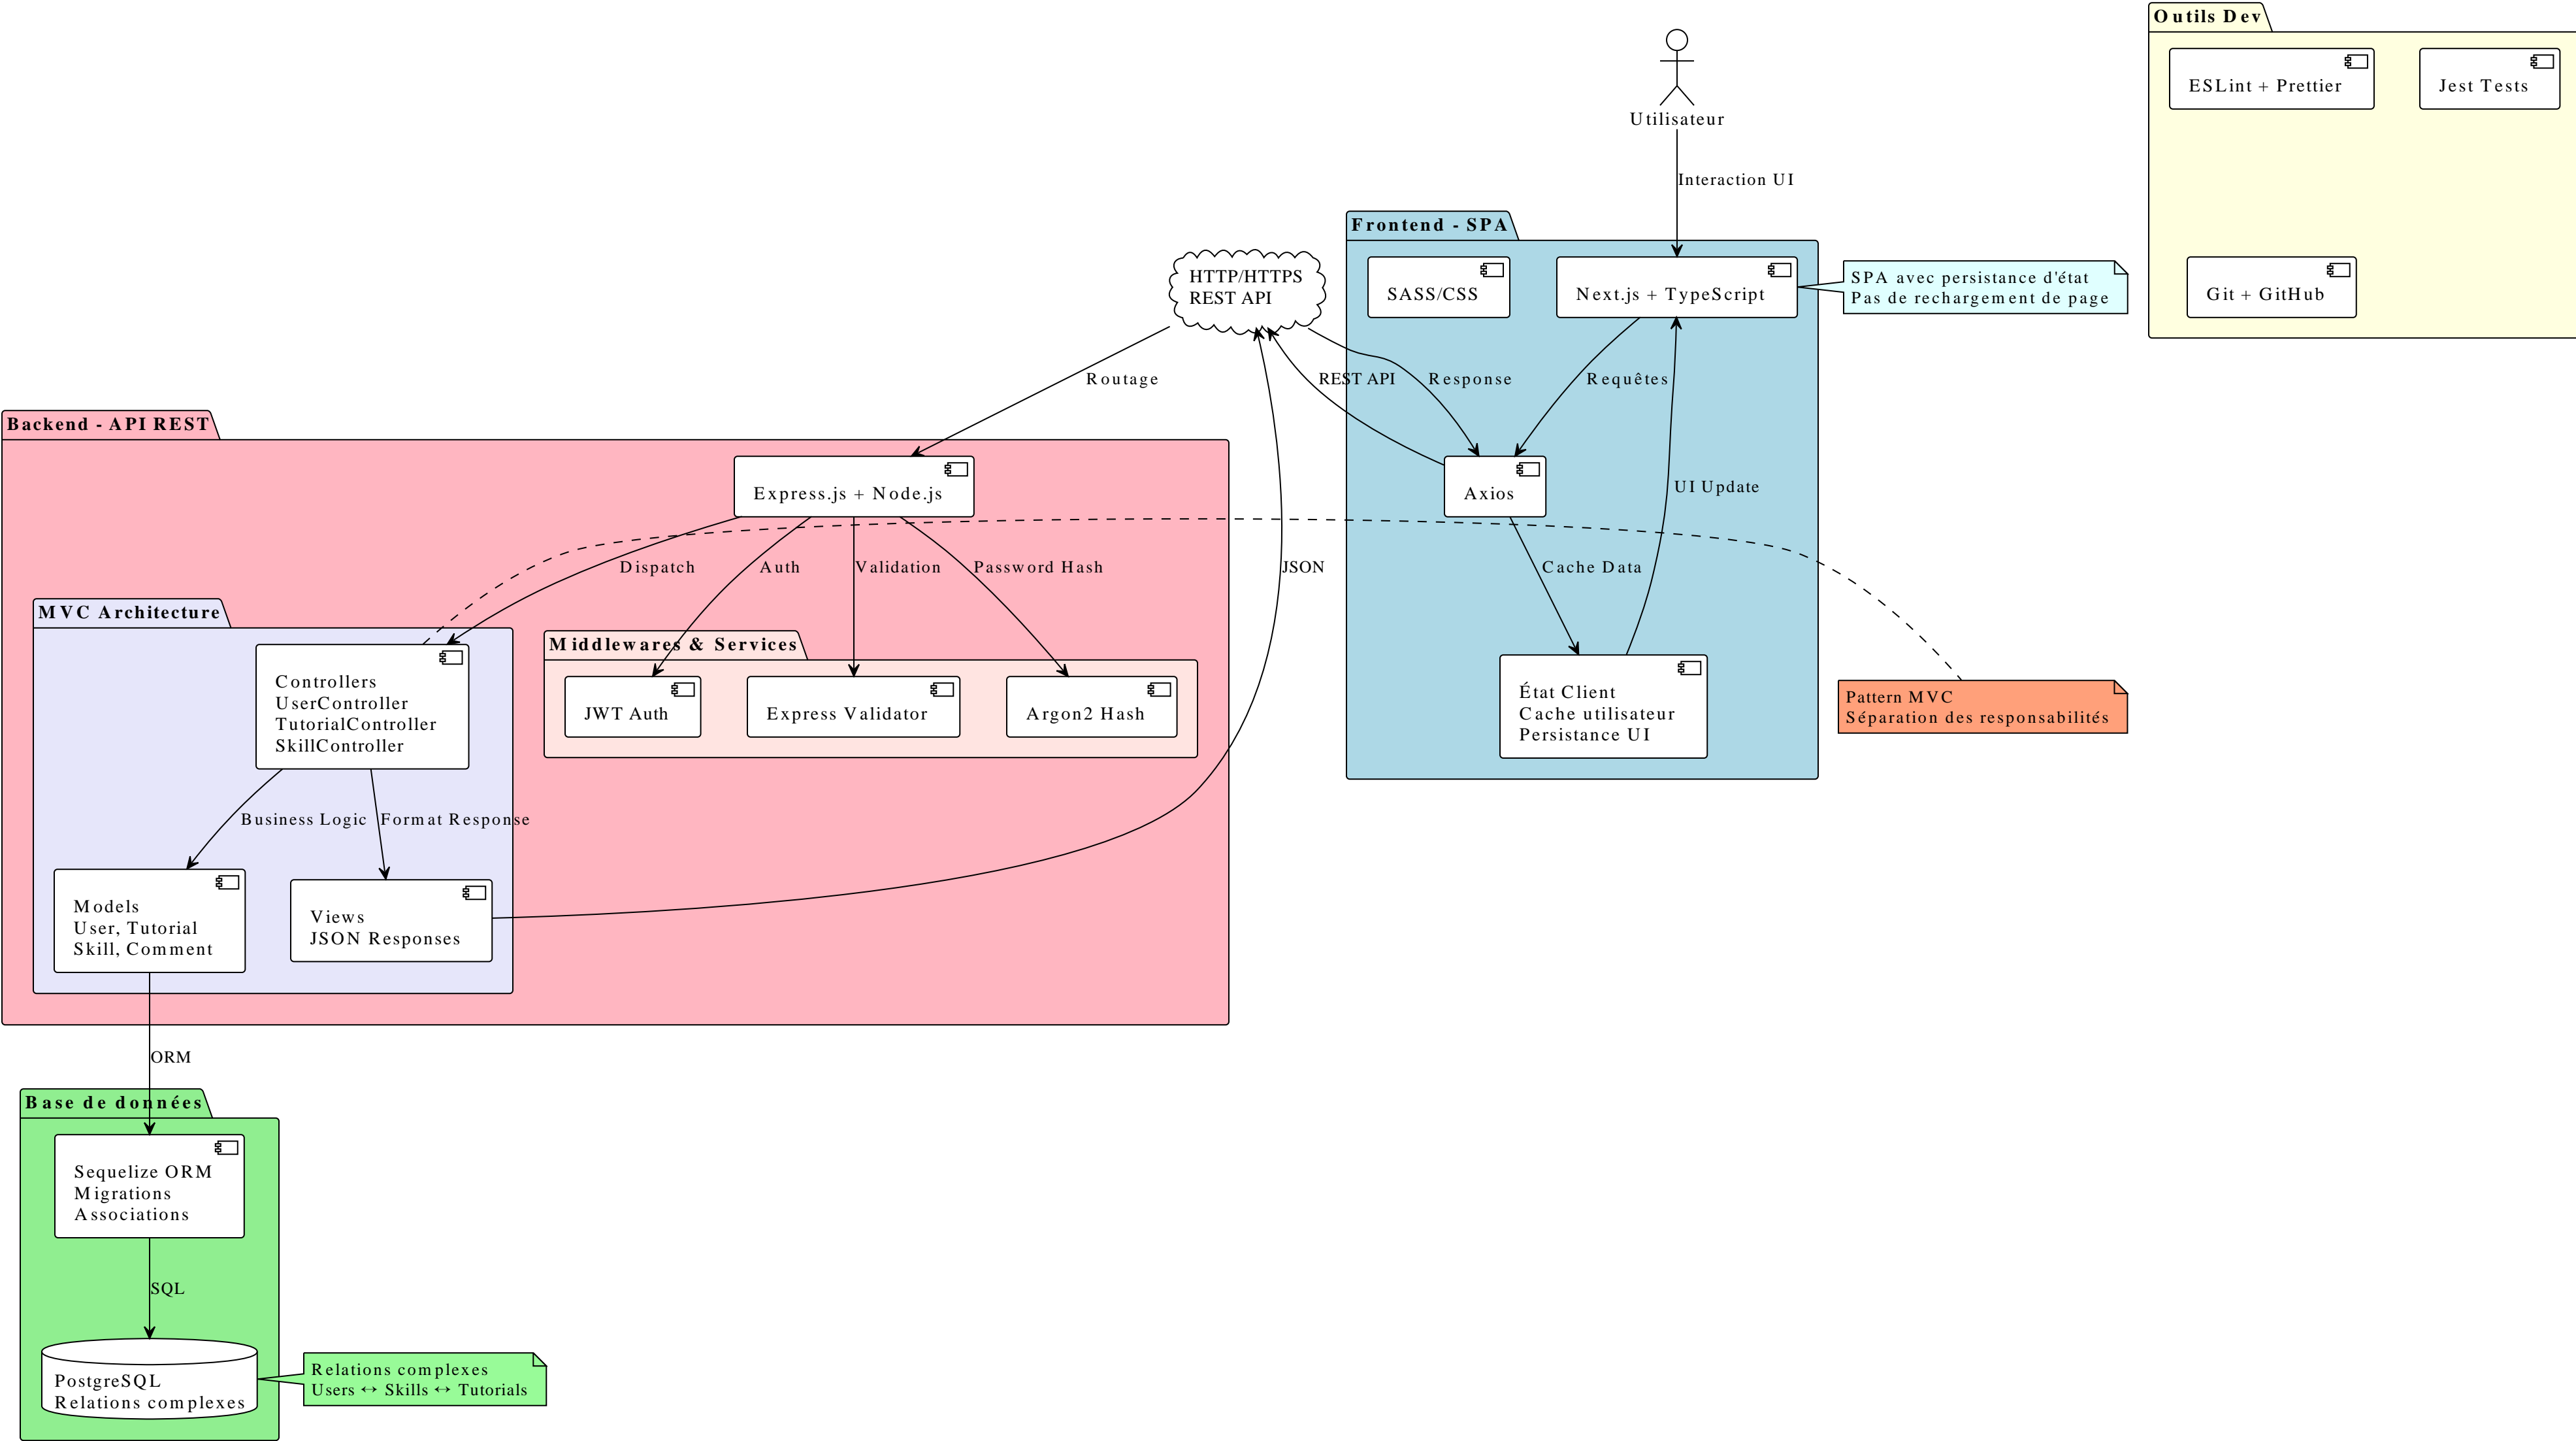 Outils Dev
ESLint + Prettier
Jest Tests
Git + GitHub
Utilisateur
Interaction UI
Frontend - SPA
SASS/CSS
Next.js + TypeScript
SPA avec persistance d'état
Pas de rechargement de page
HTTP/HTTPS
REST API
Routage
REST API
Response
Requêtes
Axios
UI Update
Cache Data
État Client
Cache utilisateur
Persistance UI
Pattern MVC
Séparation des responsabilités
JSON
Backend - API REST
Express.js + Node.js
Dispatch
Auth
Validation
Password Hash
MVC Architecture
Controllers
UserController
TutorialController
SkillController
Middlewares & Services
JWT Auth
Express Validator
Argon2 Hash
Business Logic
Format Response
Models
User, Tutorial
Skill, Comment
Views
JSON Responses
ORM
Base de données
Sequelize ORM
Migrations
Associations
SQL
PostgreSQL
Relations complexes
Relations complexes
Users ↔ Skills ↔ Tutorials